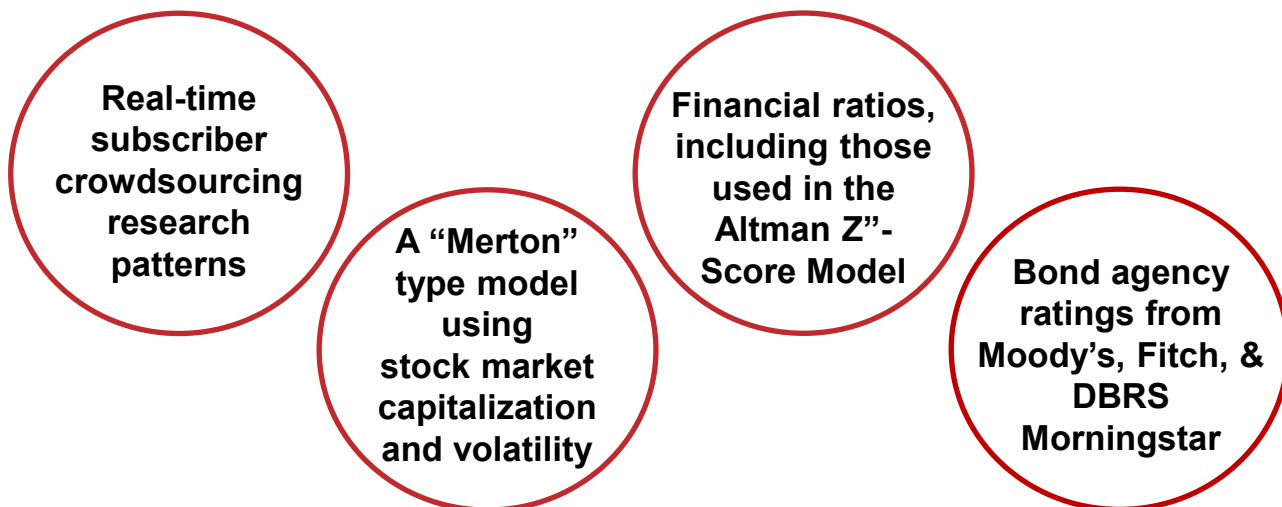 Real-time
subscriber
crowdsourcing
research
patterns
A “Merton”
type model
using
stock market
capitalization
and volatility
Financial ratios,
including those
used in the
Altman Z”-
Score Model
Bond agency
ratings from
Moody’s, Fitch, &
DBRS
Morningstar